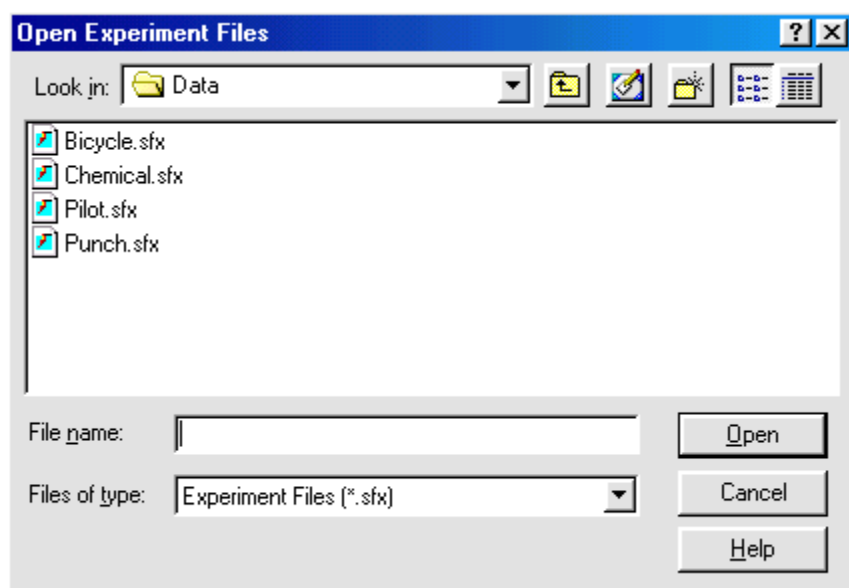 Open Experiment Files
Look in: Data
Bicycle.sfx
Chemical.sfx
Pilot.sfx
Punch.sfx
File name: Open
Files of type: Experiment Files (*.sfx) Cancel
Help